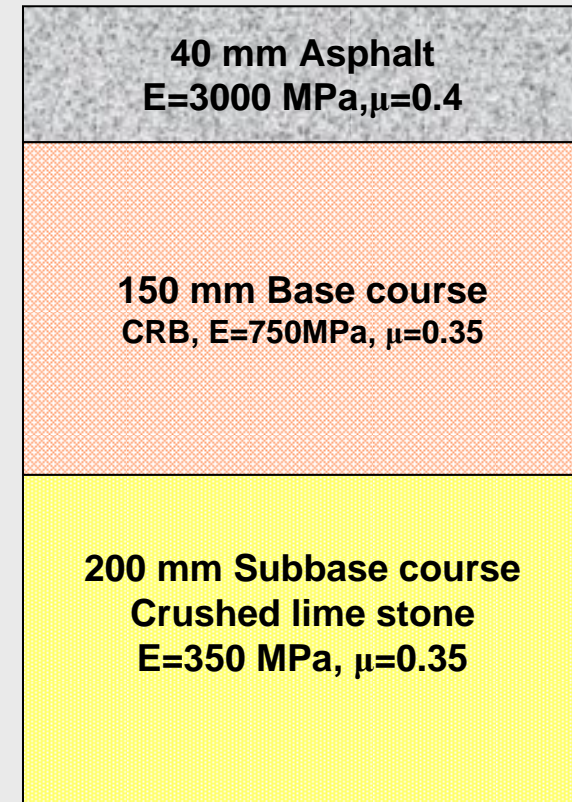 40 mm Asphalt
E=3000 MPa,μ=0.4
150 mm Base course
CRB, E=750MPa, μ=0.35
200 mm Subbase course
Crushed lime stone
E=350 MPa, μ=0.35